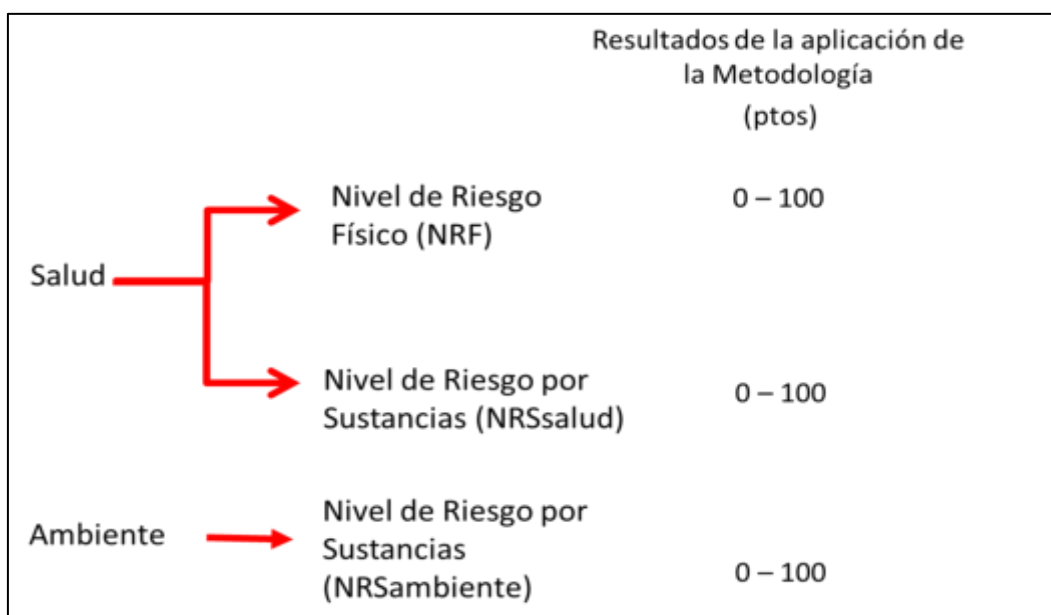 Resultados de la aplicación de
la Metodología
(ptos)
Nivel de Riesgo
Físico (NRF)
0 – 100
Salud
Nivel de Riesgo por
Sustancias (NRSsalud)
0 – 100
Ambiente
Nivel de Riesgo por
Sustancias
(NRSambiente)
0 – 100